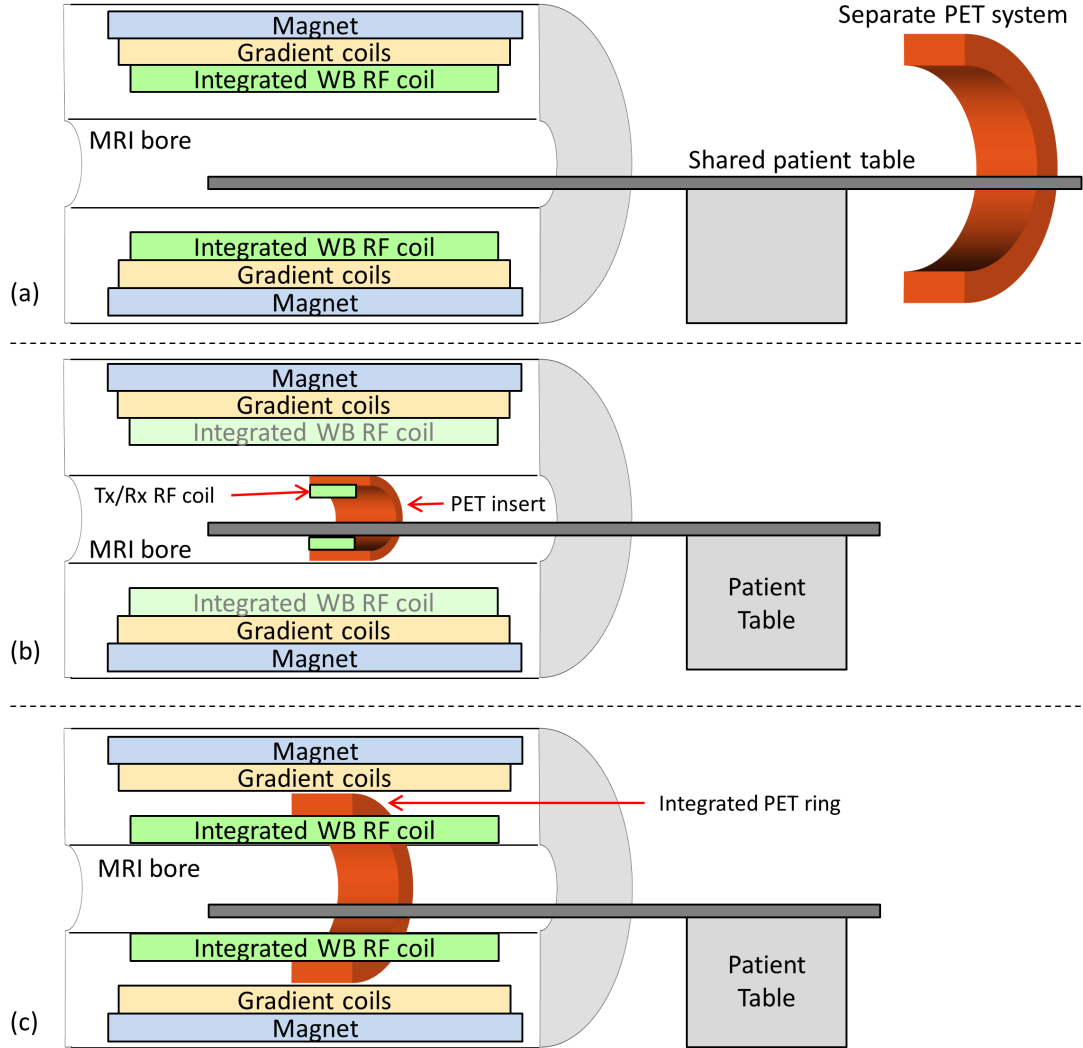 Separate PET system
Magnet
Gradient coils
Integrated WB RF coil
MRI bore
Shared patient table
Integrated WB RF coil
Gradient coils
Magnet
(a)
Magnet
Gradient coils
Integrated WB RF coil
Tx/Rx RF coil
PET insert
MRI bore
Integrated WB RF coil
Gradient coils
Magnet
Patient
Table
(b)
Magnet
Gradient coils
Integrated PET ring
Integrated WB RF coil
MRI bore
Integrated WB RF coil
Gradient coils
Magnet
Patient
Table
(c)